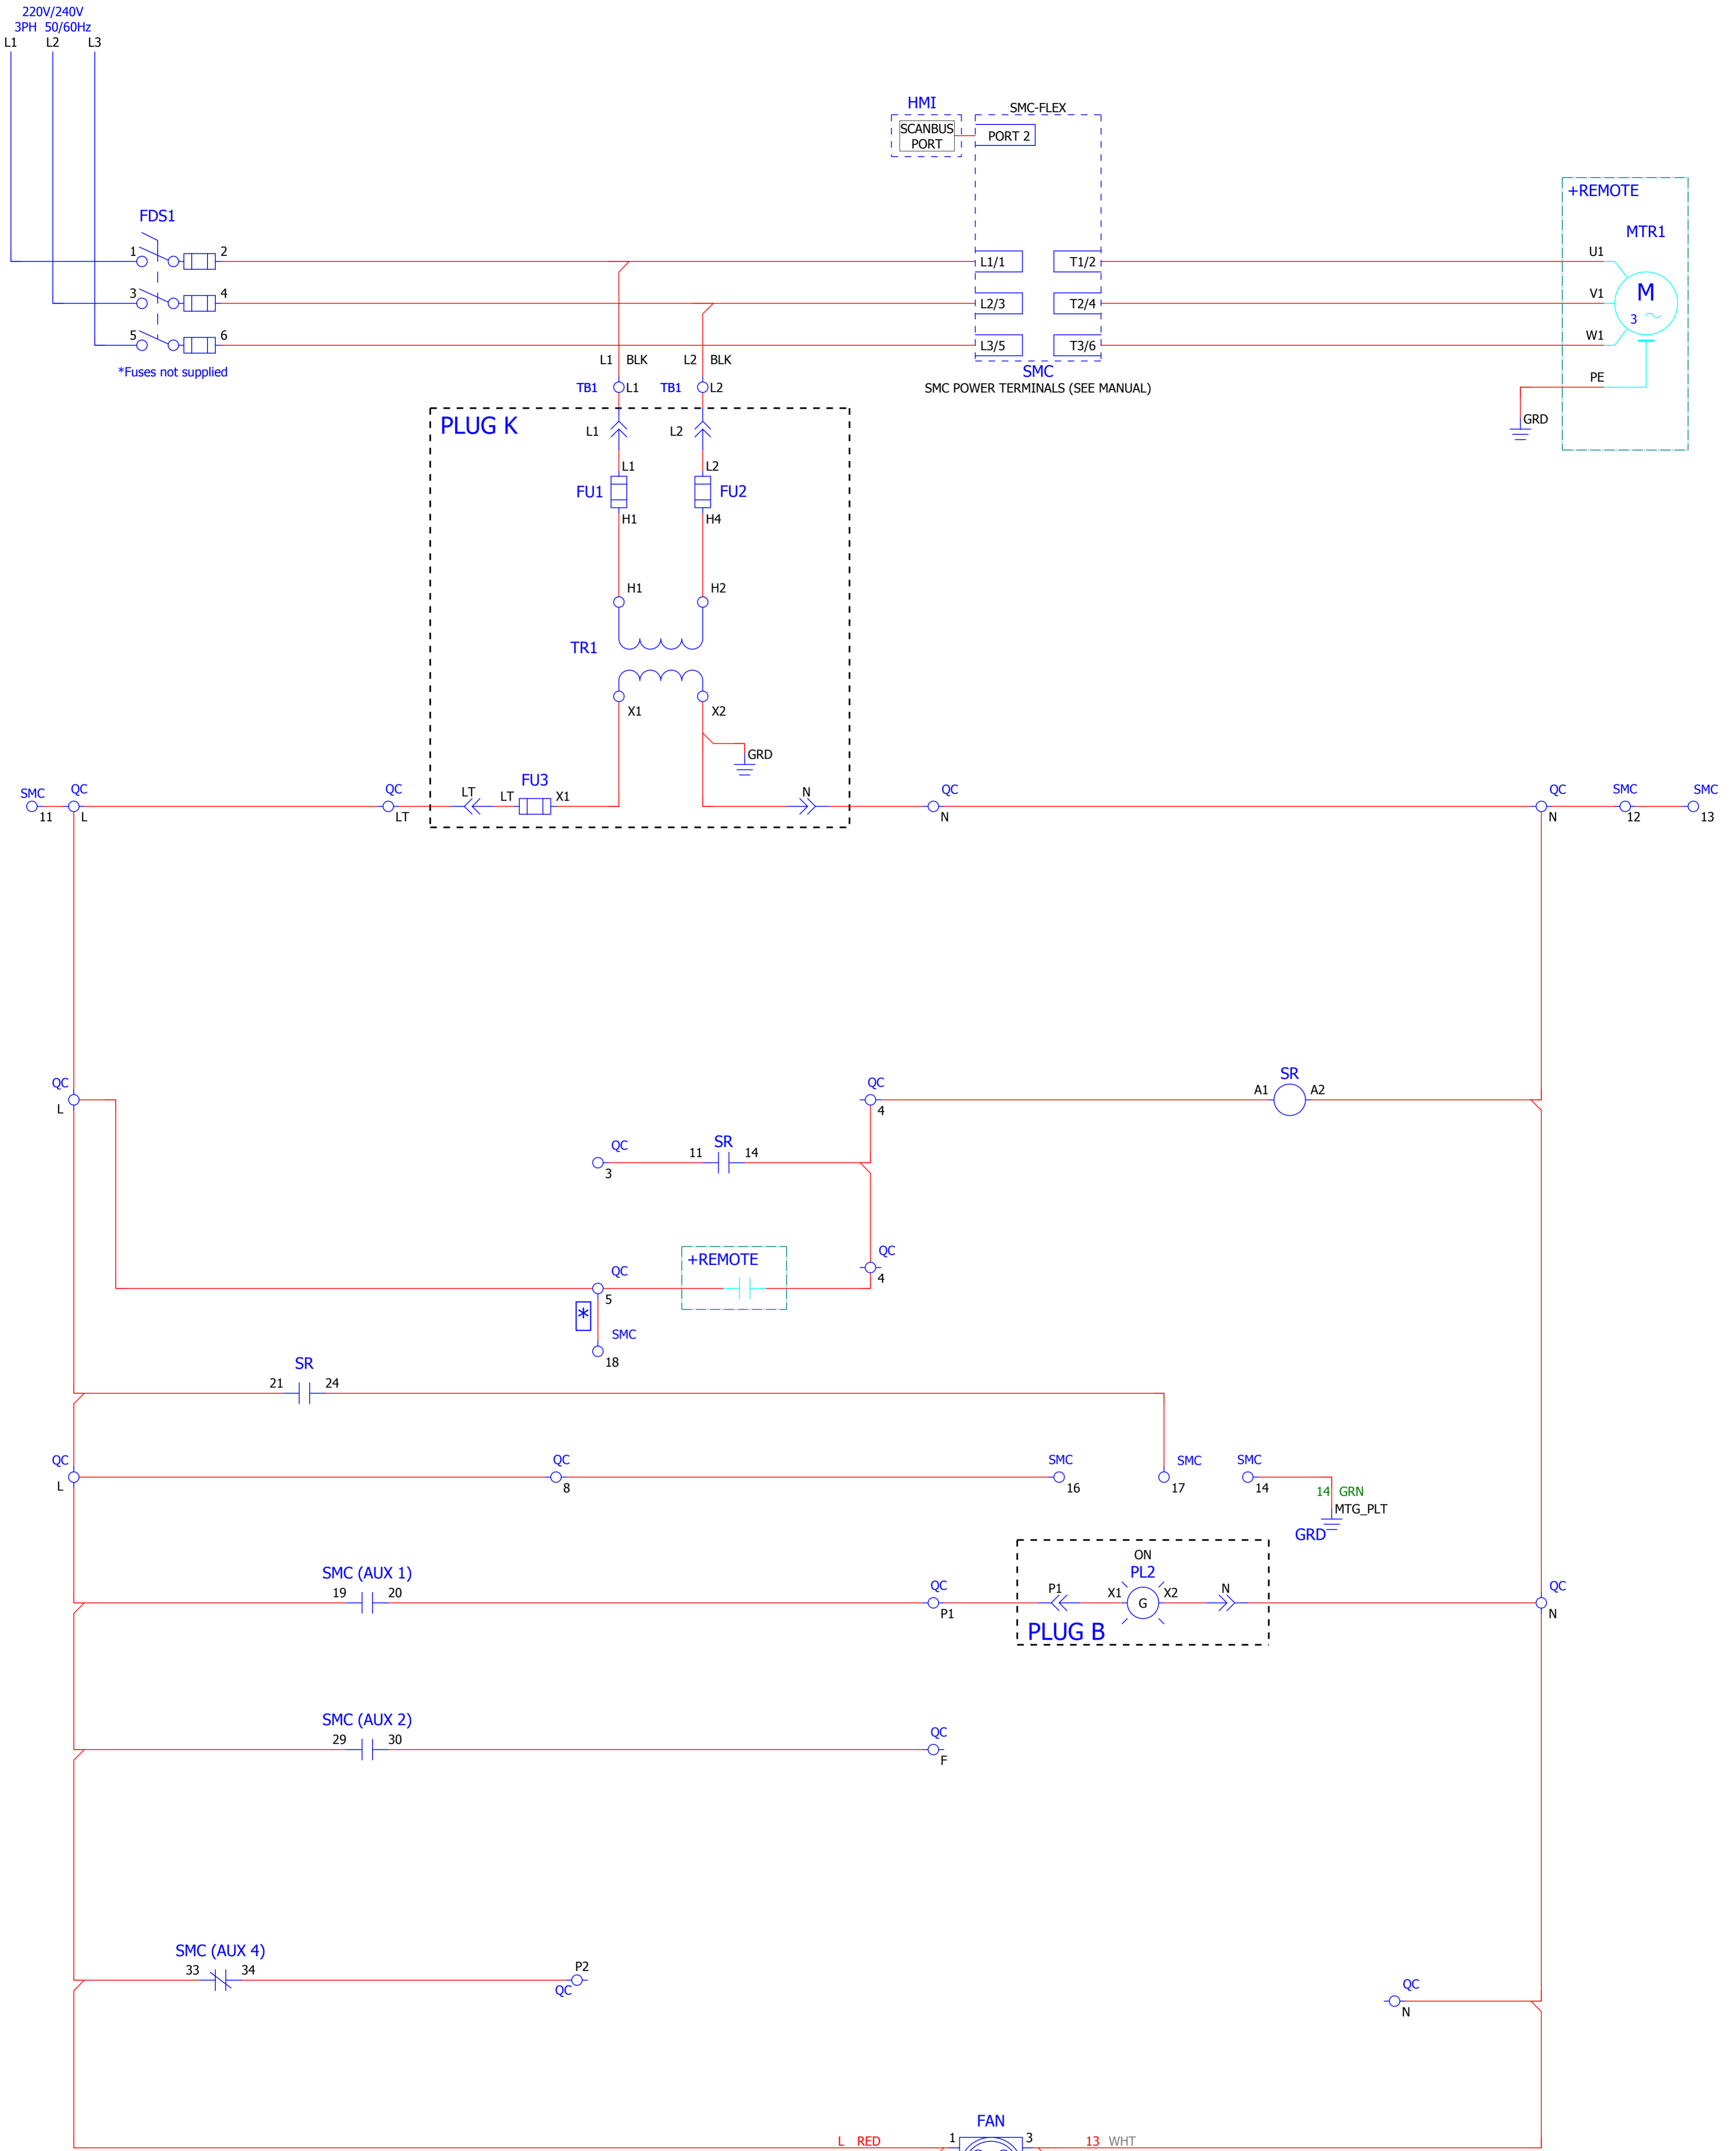 220V/240V
3PH 50/60Hz
L1 L2 L3
HMI
SMC-FLEX
SCANBUS
PORT
PORT 2
+REMOTE
FDS1
MTR1
1 2
L1/1 T1/2
U1
3 4
L2/3 T2/4
V1
M
3
5 6
L3/5 T3/6
W1
*Fuses not supplied
L1 BLK L2 BLK
SMC
PE
TB1 L1 TB1 L2
SMC POWER TERMINALS (SEE MANUAL)
PLUG K
L1 L2
GRD
L1 L2
FU1 FU2
H1 H4
H1 H2
TR1
X1 X2
GRD
SMC QC QC FU3 QC QC SMC SMC
LT LT X1 N
11 L LT N N 12 13
SR
QC QC
A1 A2
L 4
QC SR
11 14
3
QC
+REMOTE
QC 4
5
*
SMC
18
SR
21 24
QC QC SMC SMC SMC
L 8 16 17 14
14 GRN
MTG_PLT
GRD
ON
SMC (AUX 1) PL2
QC QC
19 20 P1 X1 X2 N
G
P1 N
PLUG B
SMC (AUX 2)
QC
29 30
F
SMC (AUX 4)
33 34 P2
QC QC
N
FAN
L RED 1 3 13 WHT